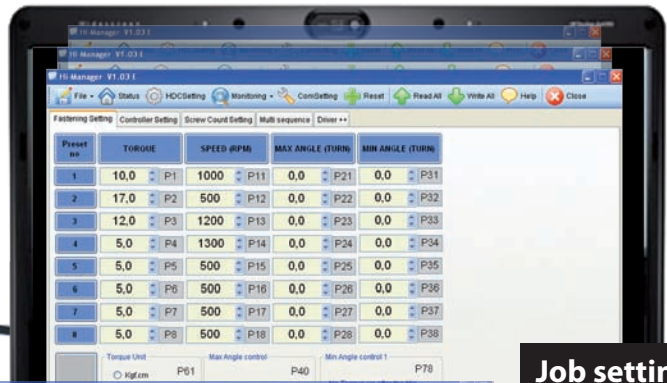 Hi-Manager V1.03 E
Hi-Manager V1.03 E
Hi-Manager V1.03 E
File Status HDCSetting Monitoring ComSetting Reset Read All Write All Help Close
Fastening Setting Controller Setting Screw Count Setting Multi sequence Driver ++
Preset no TORQUE SPEED (RPM) MAX ANGLE (TURN) MIN ANGLE (TURN)
1 10,0 P1 1000 P11 0,0 P21 0,0 P31
2 17,0 P2 500 P12 0,0 P22 0,0 P32
3 12,0 P3 1200 P13 0,0 P23 0,0 P33
4 5,0 P4 1300 P14 0,0 P24 0,0 P34
5 5,0 P5 500 P15 0,0 P25 0,0 P35
6 5,0 P6 500 P16 0,0 P26 0,0 P36
7 5,0 P7 500 P17 0,0 P27 0,0 P37
8 5,0 P8 500 P18 0,0 P28 0,0 P38
Torque Unit Max Angle control Min Angle control 1
Kgf.cm P61 P40 P78
Job settin